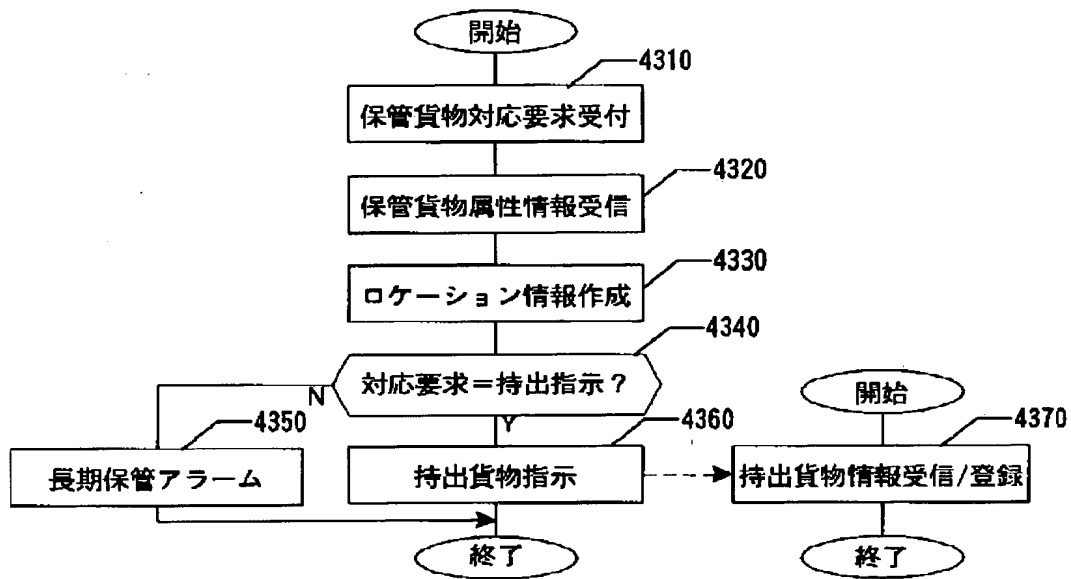 開始
4310
保管貨物対応要求受付
4320
保管貨物属性情報受信
4330
ロケーション情報作成
4340
対応要求=持出指示?
N
Y
4350
長期保管アラーム
4360
持出貨物指示
終了
開始
4370
持出貨物情報受信/登録
終了